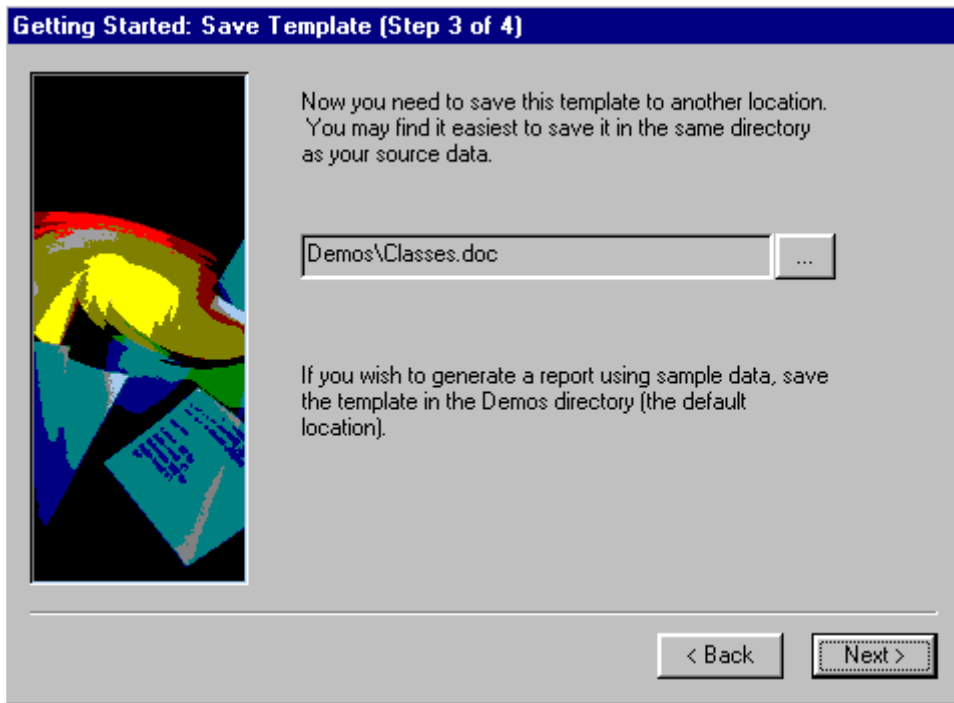 Getting Started: Save Template (Step 3 of 4)
Now you need to save this template to another location.
You may find it easiest to save it in the same directory
as your source data.
Demos\Classes.doc
...
If you wish to generate a report using sample data, save
the template in the Demos directory (the default
location).
< Back
Next >